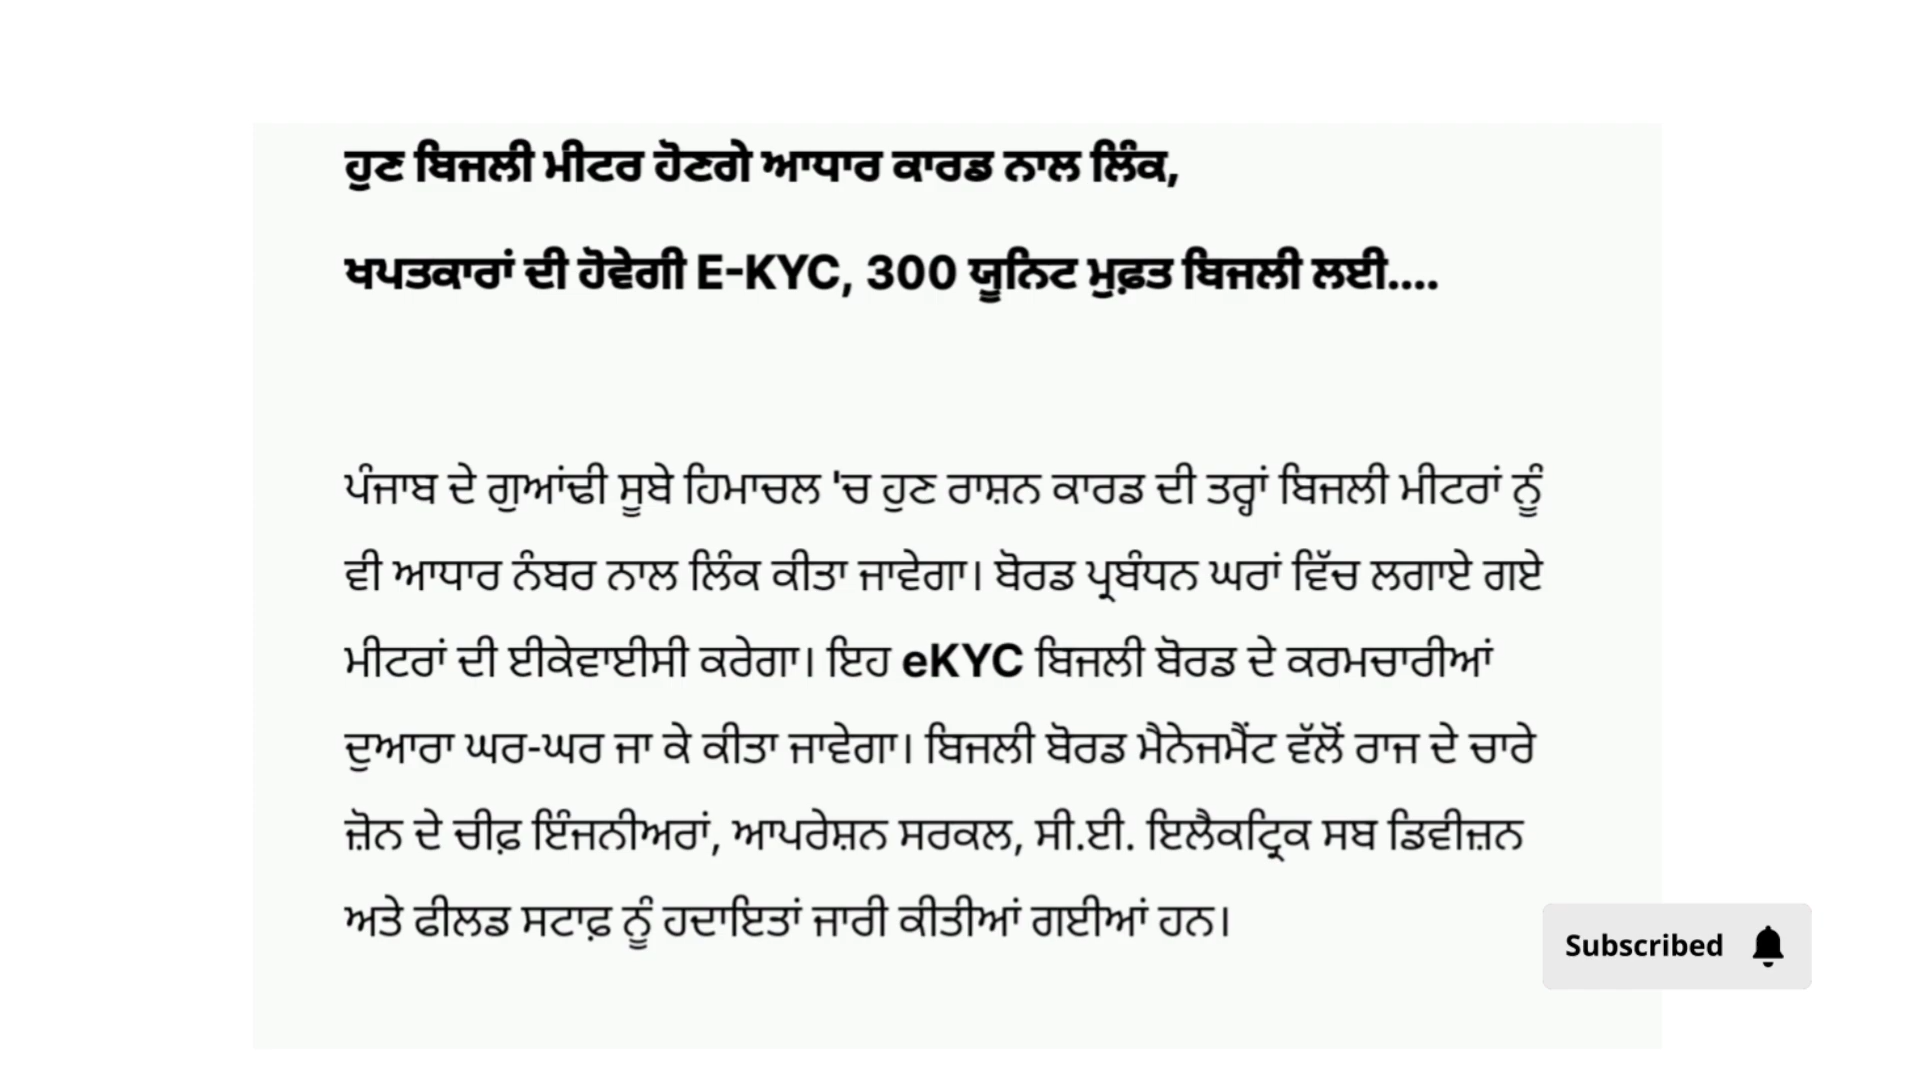 ਹੁਣ ਬਿਜਲੀ ਮੀਟਰ ਹੋਣਗੇ ਆਧਾਰ ਕਾਰਡ ਨਾਲ ਲਿੰਕ,
ਖਪਤਕਾਰਾਂ ਦੀ ਹੋਵੇਗੀ E-KYC, 300 ਯੂਨਿਟ ਮੁਫ਼ਤ ਬਿਜਲੀ ਲਈ....
ਪੰਜਾਬ ਦੇ ਗੁਆਂਢੀ ਸੂਬੇ ਹਿਮਾਚਲ 'ਚ ਹੁਣ ਰਾਸ਼ਨ ਕਾਰਡ ਦੀ ਤਰ੍ਹਾਂ ਬਿਜਲੀ ਮੀਟਰਾਂ ਨੂੰ
ਵੀ ਆਧਾਰ ਨੰਬਰ ਨਾਲ ਲਿੰਕ ਕੀਤਾ ਜਾਵੇਗਾ। ਬੋਰਡ ਪ੍ਰਬੰਧਨ ਘਰਾਂ ਵਿੱਚ ਲਗਾਏ ਗਏ
ਮੀਟਰਾਂ ਦੀ ਈਕੇਵਾਈਸੀ ਕਰੇਗਾ। ਇਹ eKYC ਬਿਜਲੀ ਬੋਰਡ ਦੇ ਕਰਮਚਾਰੀਆਂ
ਦੁਆਰਾ ਘਰ-ਘਰ ਜਾ ਕੇ ਕੀਤਾ ਜਾਵੇਗਾ। ਬਿਜਲੀ ਬੋਰਡ ਮੈਨੇਜਮੈਂਟ ਵੱਲੋਂ ਰਾਜ ਦੇ ਚਾਰੇ
ਜ਼ੋਨ ਦੇ ਚੀਫ਼ ਇੰਜਨੀਅਰਾਂ, ਆਪਰੇਸ਼ਨ ਸਰਕਲ, ਸੀ.ਈ. ਇਲੈਕਟ੍ਰਿਕ ਸਬ ਡਿਵੀਜ਼ਨ
ਅਤੇ ਫੀਲਡ ਸਟਾਫ਼ ਨੂੰ ਹਦਾਇਤਾਂ ਜਾਰੀ ਕੀਤੀਆਂ ਗਈਆਂ ਹਨ।
Subscribed